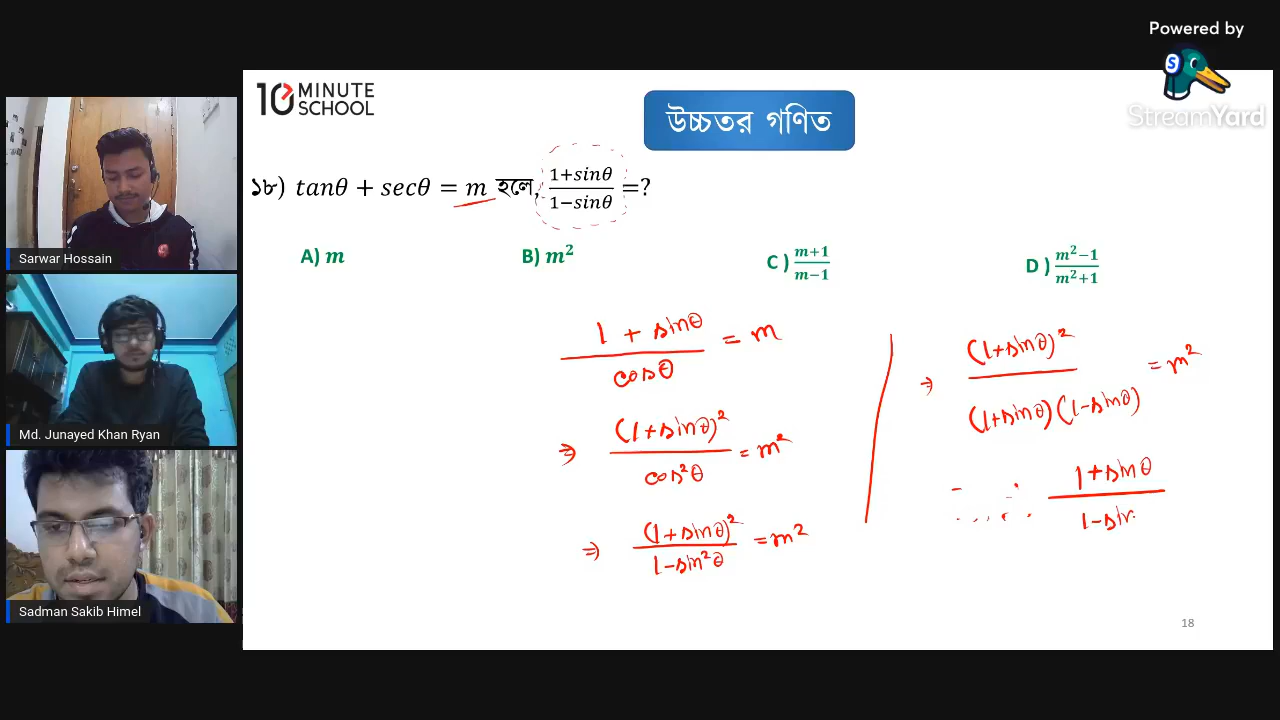 Powered by
StreamYard
10 MINUTE SCHOOL
উচ্চতর গণিত
১৮) tanθ + secθ = m হলে, (1+sinθ)/(1−sinθ) =?
A) m
B) m²
C ) (m+1)/(m−1)
D ) (m²−1)/(m²+1)
(1 + sinθ)/cosθ = m
⇒ (1+sinθ)²/cos²θ = m²
⇒ (1+sinθ)²/(1−sin²θ) = m²
⇒ (1+sinθ)²/((1+sinθ)(1−sinθ)) = m²
(1+sinθ)/(1−sin
Sarwar Hossain
Md. Junayed Khan Ryan
Sadman Sakib Himel
18